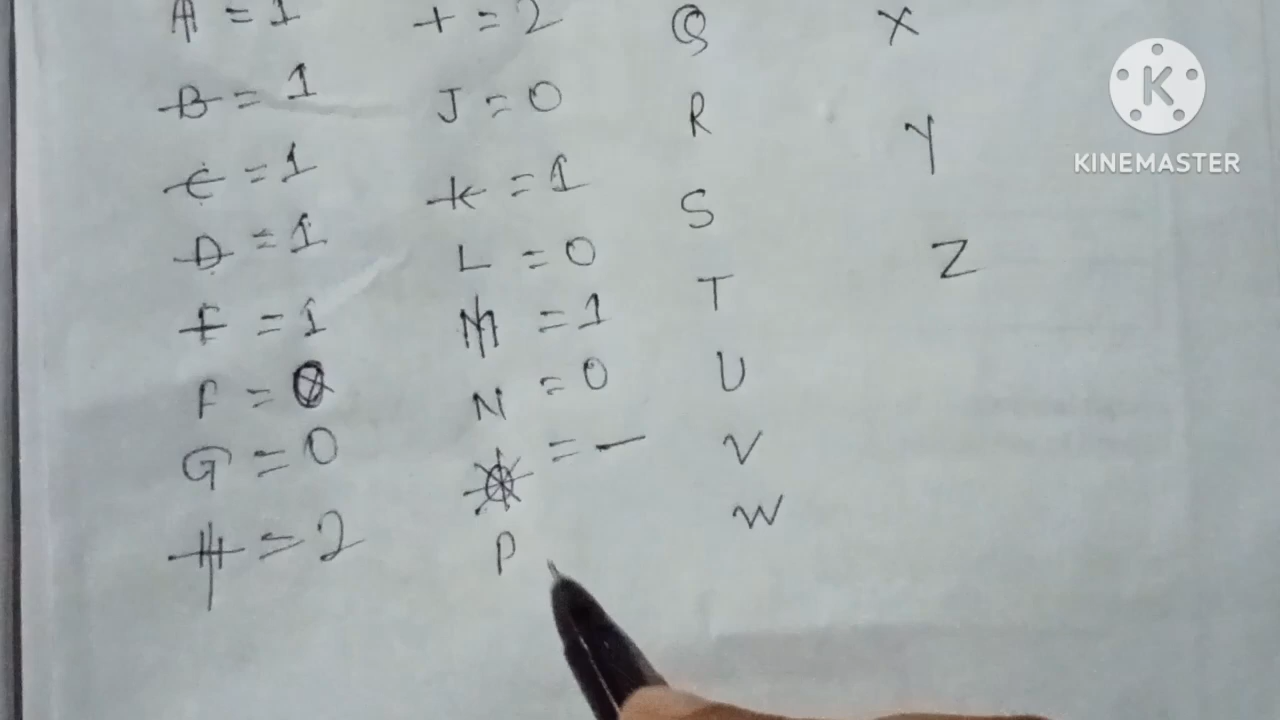 A = 1
B = 1
C = 1
D = 1
E = 1
F = 0
G = 0
H = 2
I = 2
J = 0
K = 1
L = 0
M = 1
N = 0
O = —
P
Q
R
S
T
U
V
W
X
Y
Z
K
KINEMASTER